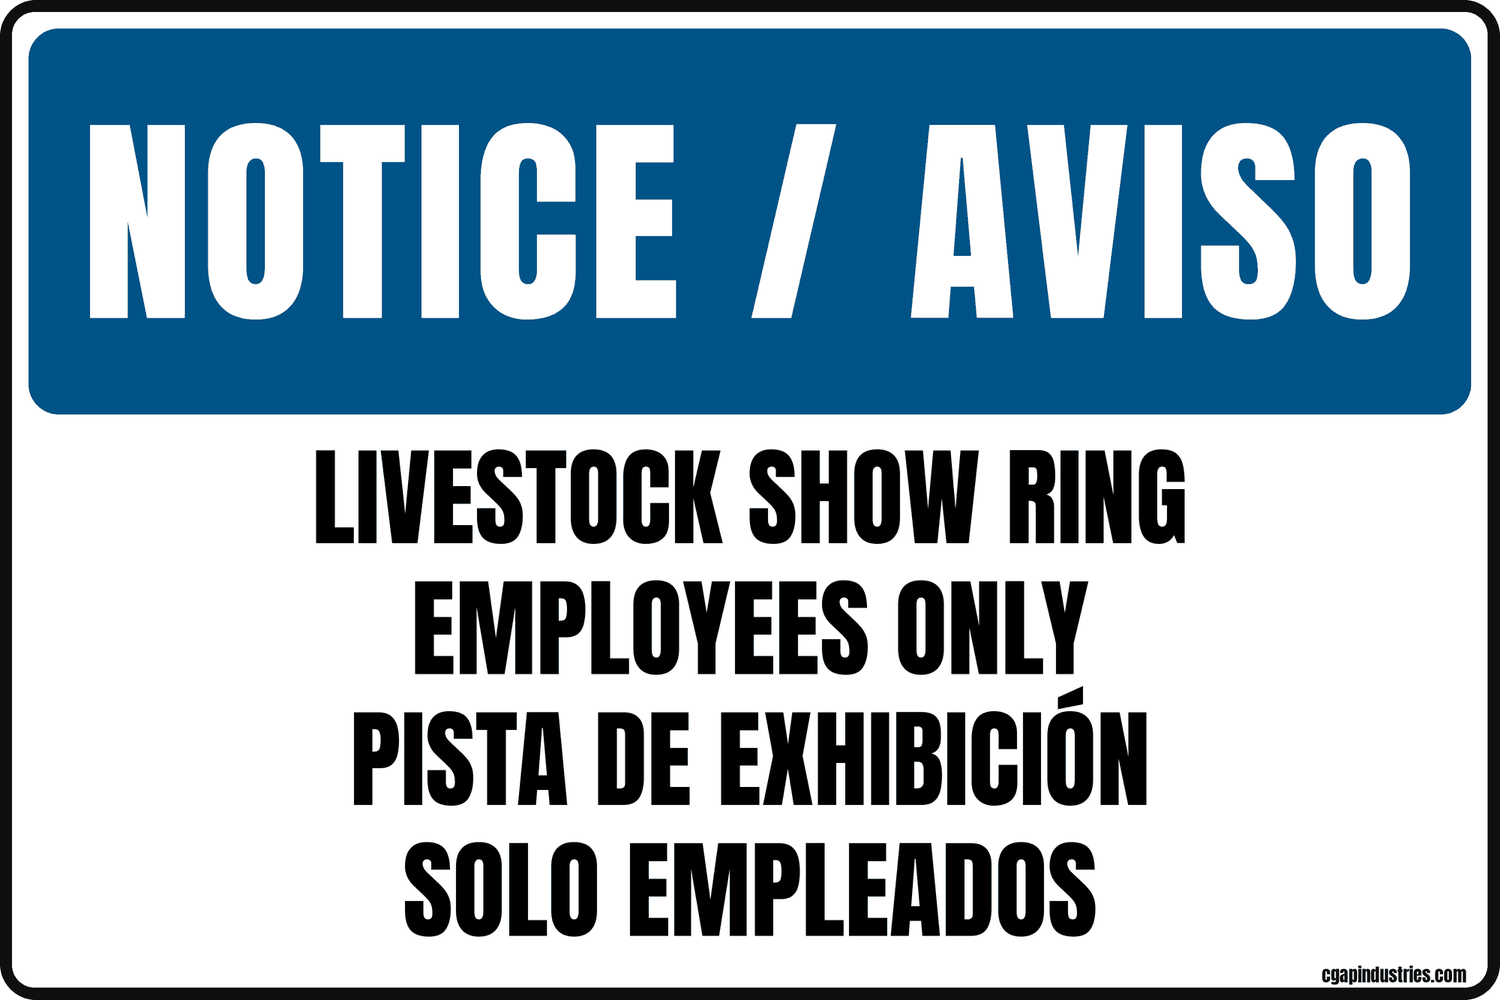 NOTICE / AVISO
LIVESTOCK SHOW RING
EMPLOYEES ONLY
PISTA DE EXHIBICIÓN
SOLO EMPLEADOS
cgapindustries.com